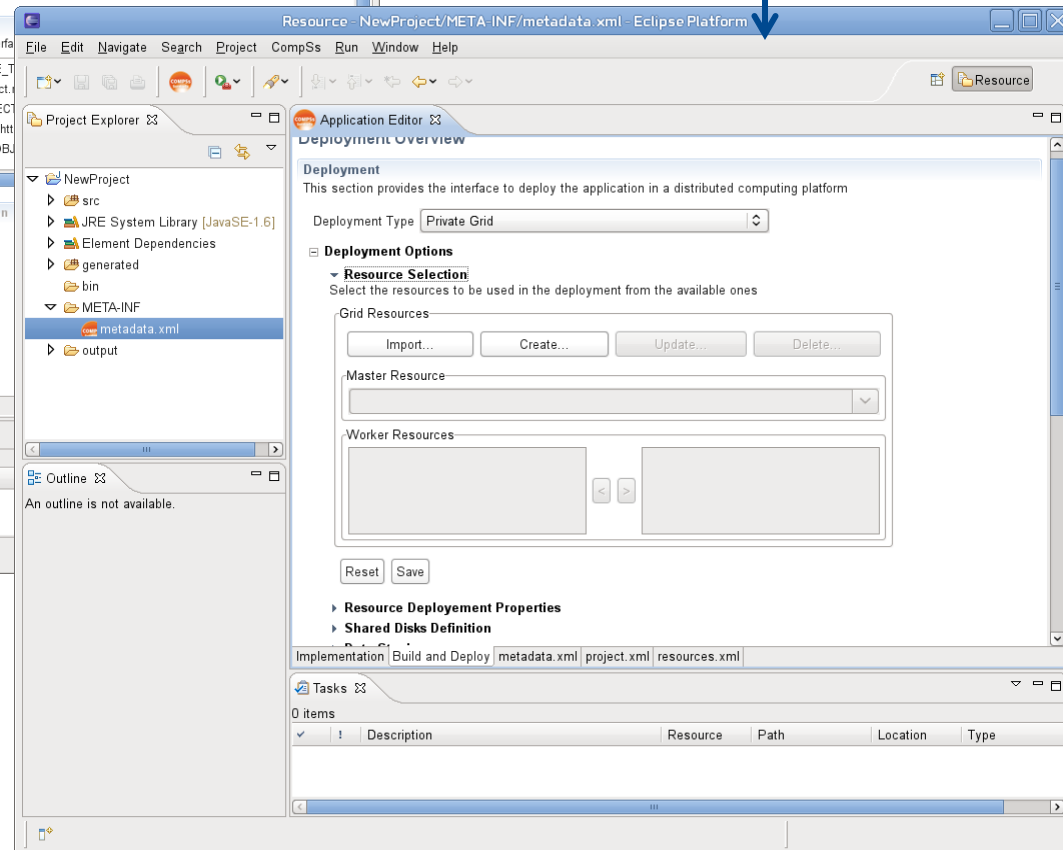 Resource - NewProject/META-INF/metadata.xml - Eclipse Platform
File Edit Navigate Search Project CompSs Run Window Help
Resource
Project Explorer
NewProject
src
JRE System Library [JavaSE-1.6]
Element Dependencies
generated
bin
META-INF
metadata.xml
output
Outline
An outline is not available.
Application Editor
Deployment Overview
Deployment
This section provides the interface to deploy the application in a distributed computing platform
Deployment Type Private Grid
Deployment Options
Resource Selection
Select the resources to be used in the deployment from the available ones
Grid Resources
Import... Create... Update... Delete...
Master Resource
Worker Resources
< >
Reset Save
Resource Deployement Properties
Shared Disks Definition
Implementation Build and Deploy metadata.xml project.xml resources.xml
Tasks
0 items
! Description Resource Path Location Type